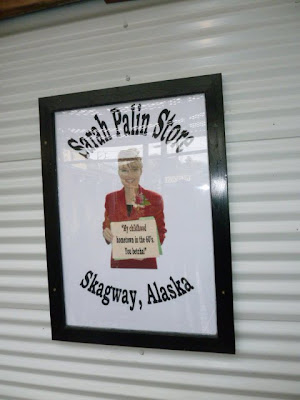 Sarah Palin Store
"My childhood
hometown in the 60's.
You betcha!"
Skagway, Alaska